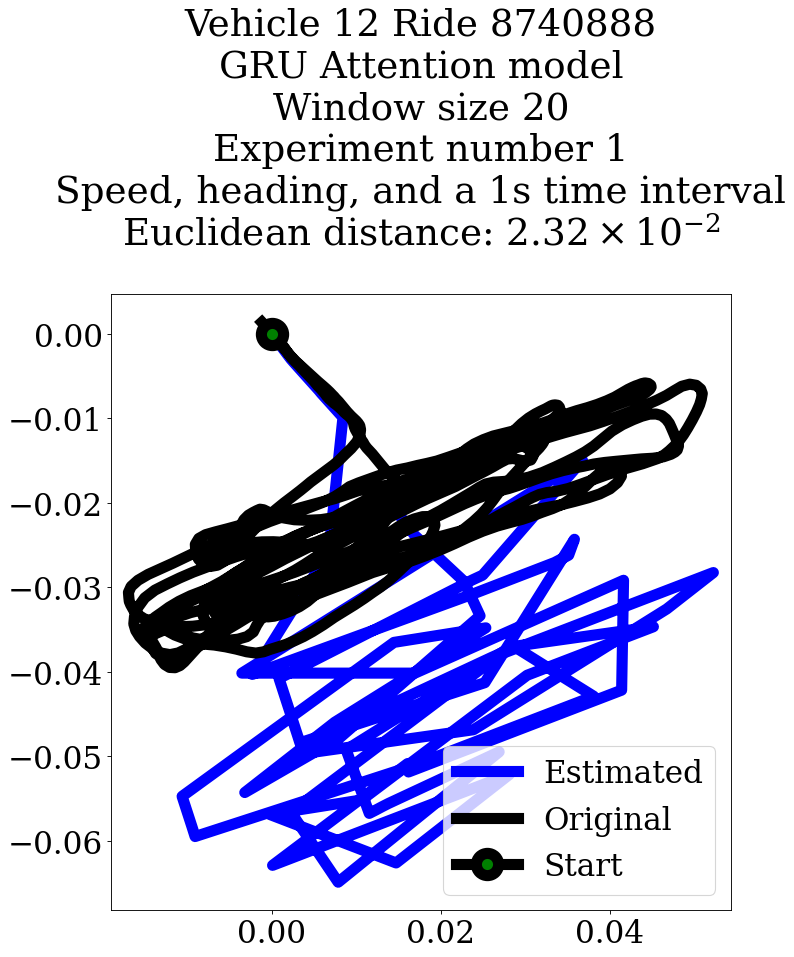 Vehicle 12 Ride 8740888
GRU Attention model
Window size 20
Experiment number 1
Speed, heading, and a 1s time interval
Euclidean distance: 2.32 × 10⁻²
0.00
−0.01
−0.02
−0.03
−0.04
−0.05
−0.06
Estimated
Original
Start
0.00 0.02 0.04